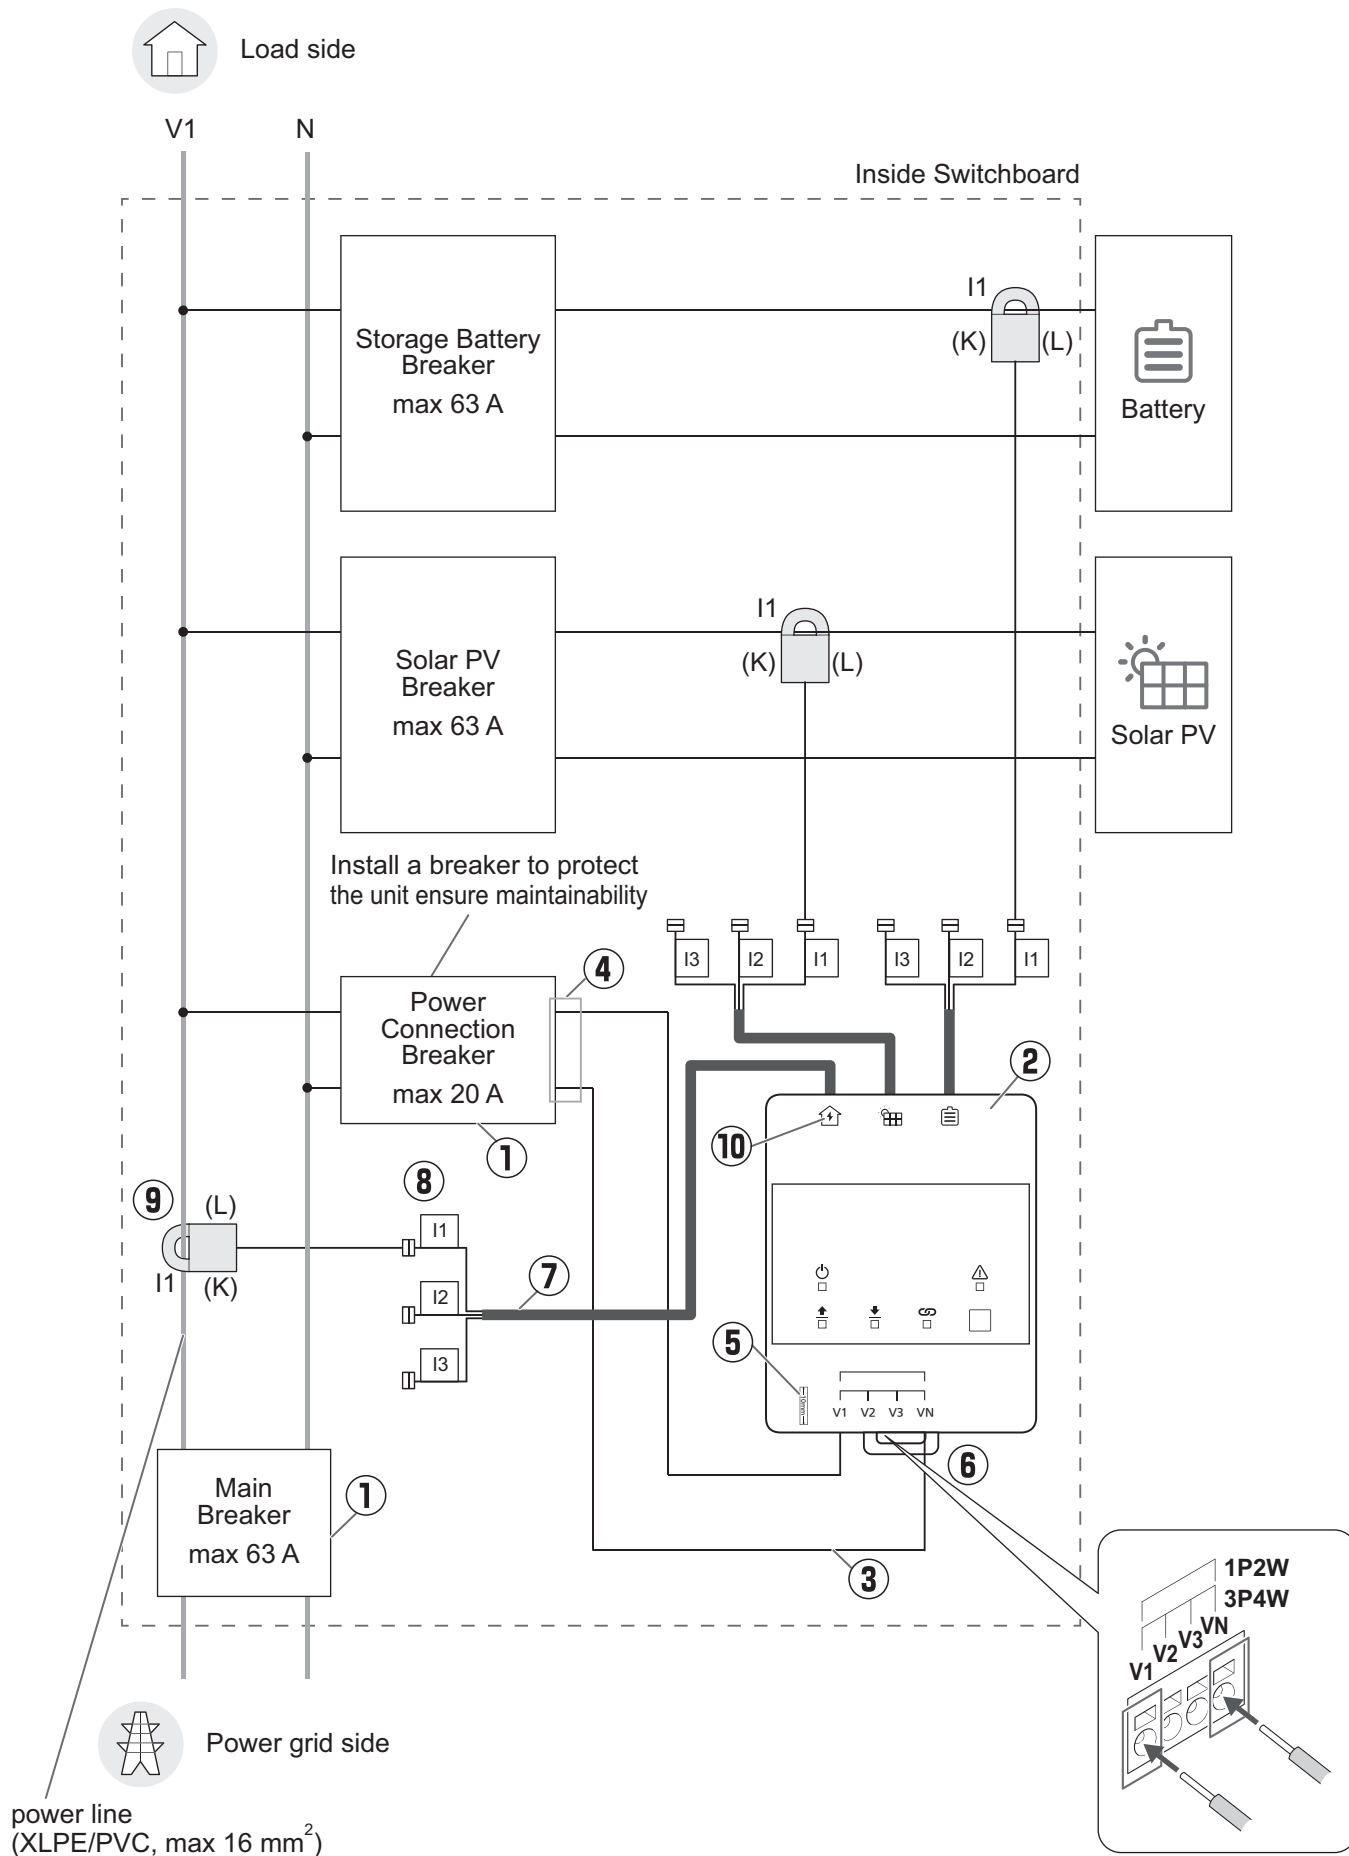 Load side
V1
N
Inside Switchboard
Storage Battery
Breaker
max 63 A
I1
(K)
(L)
Battery
Solar PV
Breaker
max 63 A
I1
(K)
(L)
Solar PV
Install a breaker to protect
the unit ensure maintainability
I3
I2
I1
I3
I2
I1
Power
Connection
Breaker
max 20 A
4
1
2
10
9
(L)
I1
(K)
8
I1
I2
I3
7
5
10mm
V1
V2
V3
VN
6
Main
Breaker
max 63 A
1
3
1P2W
3P4W
V1
V2
V3
VN
Power grid side
power line
(XLPE/PVC, max 16 mm²)